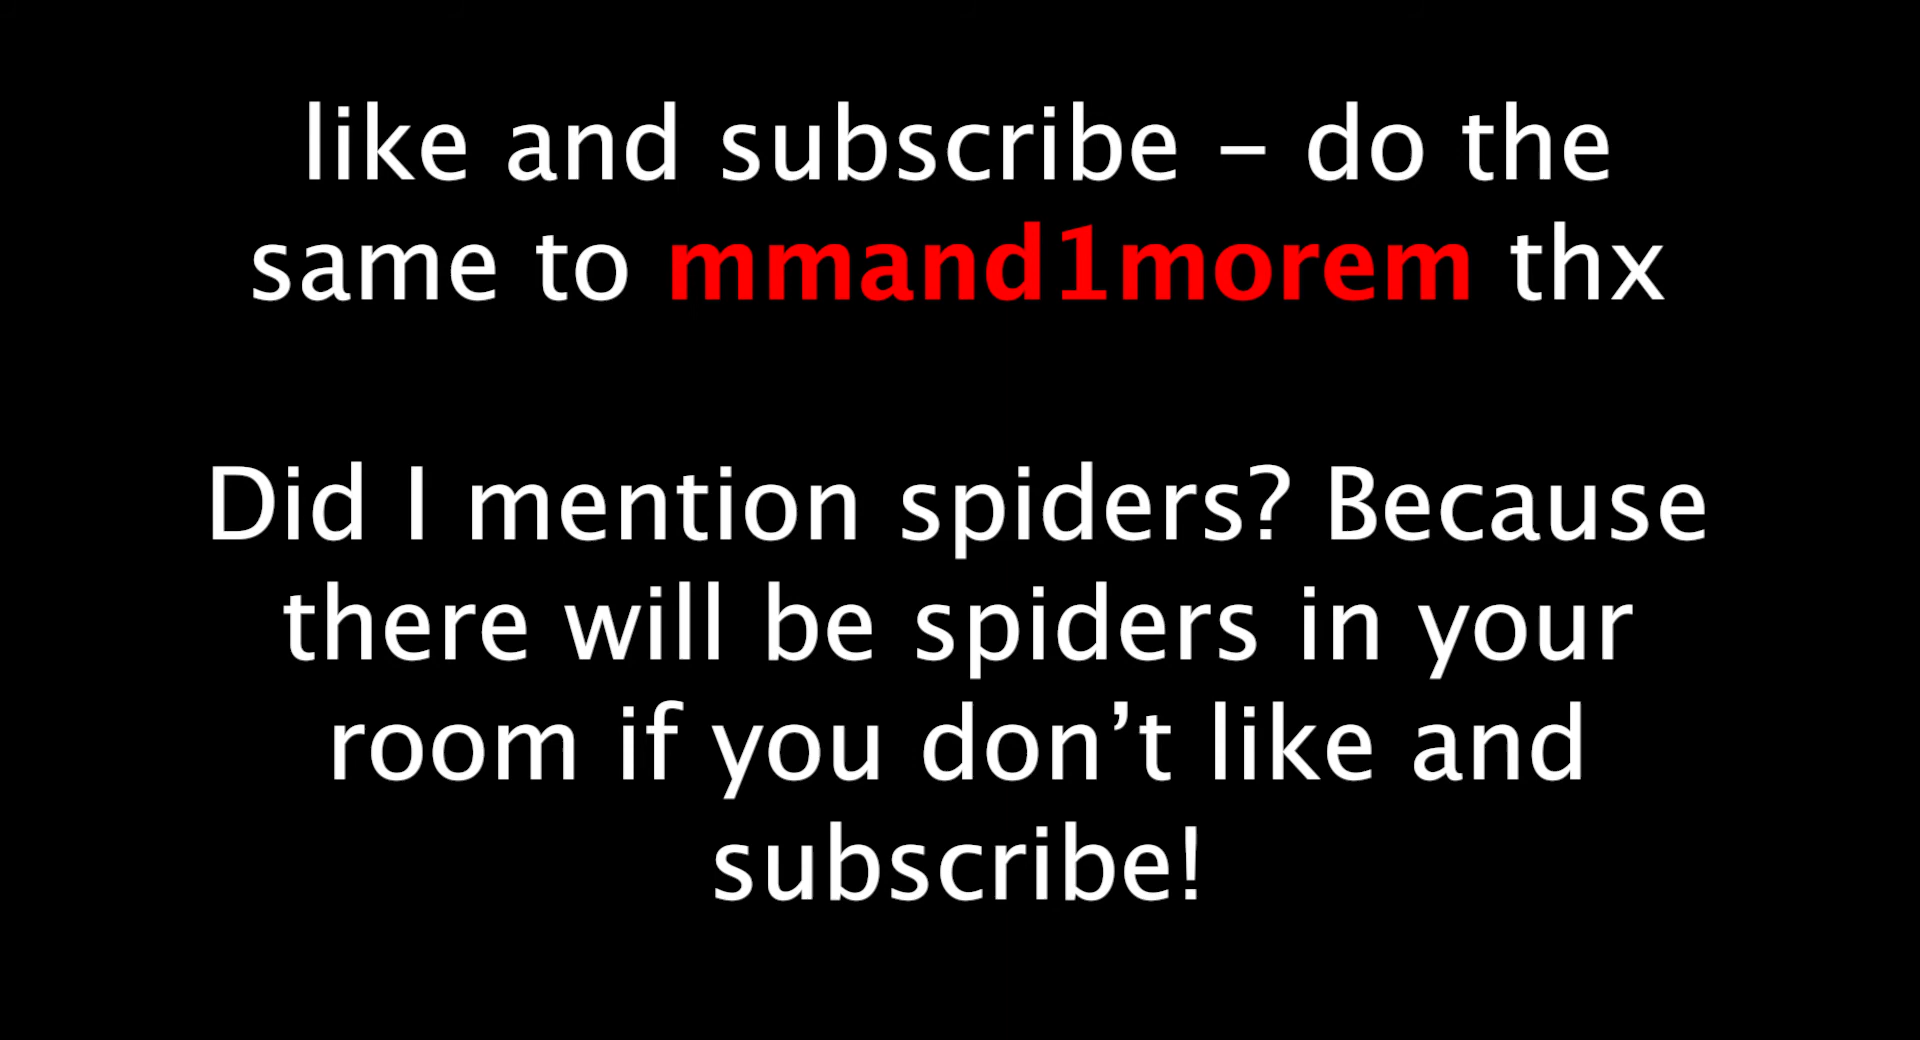 like and subscribe – do the
same to mmand1morem thx
Did I mention spiders? Because
there will be spiders in your
room if you don’t like and
subscribe!